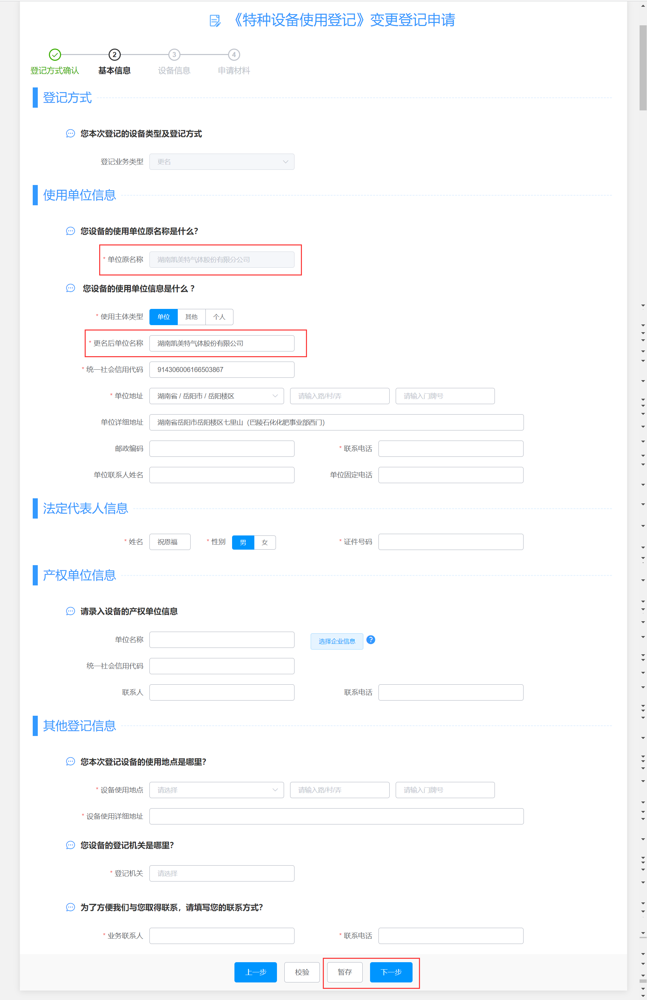 《特种设备使用登记》变更登记申请
2 3 4
登记方式确认 基本信息 设备信息 申请材料
登记方式
您本次登记的设备类型及登记方式
登记业务类型 更名
使用单位信息
您设备的使用单位原名称是什么?
* 单位原名称 湖南凯美特气体股份有限分公司
您设备的使用单位信息是什么？
* 使用主体类型 单位 其他 个人
* 更名后单位名称 湖南凯美特气体股份有限公司
* 统一社会信用代码 914306006166503867
* 单位地址 湖南省 / 岳阳市 / 岳阳楼区 请输入路/村/弄 请输入门牌号
单位详细地址 湖南省岳阳市岳阳楼区七里山（巴陵石化化肥事业部西门）
邮政编码 * 联系电话
单位联系人姓名 单位固定电话
法定代表人信息
* 姓名 祝恩福 * 性别 男 女 * 证件号码
产权单位信息
请录入设备的产权单位信息
单位名称 选择企业信息 ?
统一社会信用代码
联系人 联系电话
其他登记信息
您本次登记设备的使用地点是哪里?
* 设备使用地点 请选择 请输入路/村/弄 请输入门牌号
* 设备使用详细地址
您设备的登记机关是哪里?
* 登记机关 请选择
为了方便我们与您取得联系，请填写您的联系方式?
* 业务联系人 * 联系电话
上一步 校验 暂存 下一步